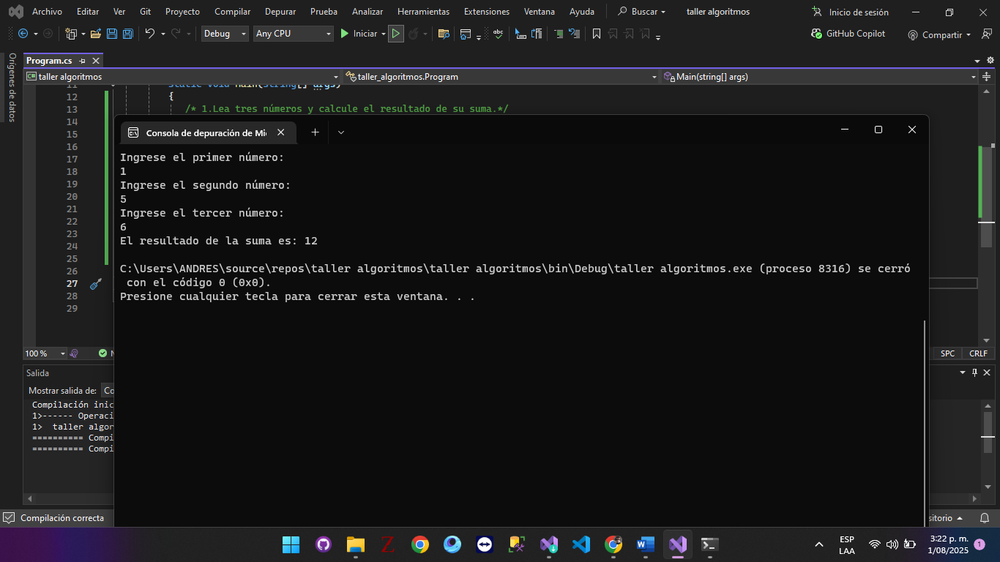 Archivo Editar Ver Git Proyecto Compilar Depurar Prueba Analizar Herramientas Extensiones Ventana Ayuda Buscar taller algoritmos Inicio de sesión
Debug Any CPU Iniciar GitHub Copilot Compartir
Orígenes de datos
Program.cs
C# taller algoritmos taller_algoritmos.Program Main(string[] args)
11 static void Main(string[] args)
12 {
13 /* 1.Lea tres números y calcule el resultado de su suma.*/
14
15
16
17
18
19
20
21
22
23
24
25
26
27
28
29
Consola de depuración de Mi
Ingrese el primer número:
1
Ingrese el segundo número:
5
Ingrese el tercer número:
6
El resultado de la suma es: 12
C:\Users\ANDRES\source\repos\taller algoritmos\taller algoritmos\bin\Debug\taller algoritmos.exe (proceso 8316) se cerró
con el código 0 (0x0).
Presione cualquier tecla para cerrar esta ventana. . .
100 % N SPC CRLF
Salida
Mostrar salida de: Co
Compilación inic
1>------ Operaci
1> taller algor
========== Compi
========== Compi
Compilación correcta sitorio
ESP
LAA
3:22 p. m.
1/08/2025
1